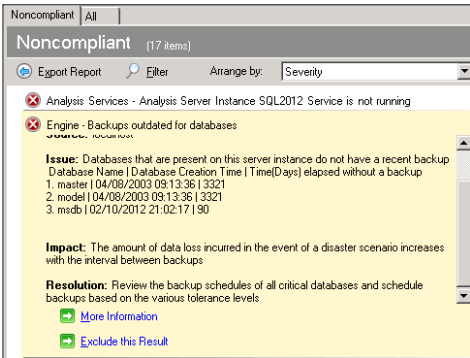 Noncompliant All
Noncompliant (17 items)
Export Report Filter Arrange by: Severity
Analysis Services - Analysis Server Instance SQL2012 Service is not running
Engine - Backups outdated for databases
Source: localhost
Issue: Databases that are present on this server instance do not have a recent backup
Database Name | Database Creation Time | Time(Days) elapsed without a backup
1. master | 04/08/2003 09:13:36 | 3321
2. model | 04/08/2003 09:13:36 | 3321
3. msdb | 02/10/2012 21:02:17 | 90
Impact: The amount of data loss incurred in the event of a disaster scenario increases
with the interval between backups
Resolution: Review the backup schedules of all critical databases and schedule
backups based on the various tolerance levels
More Information
Exclude this Result